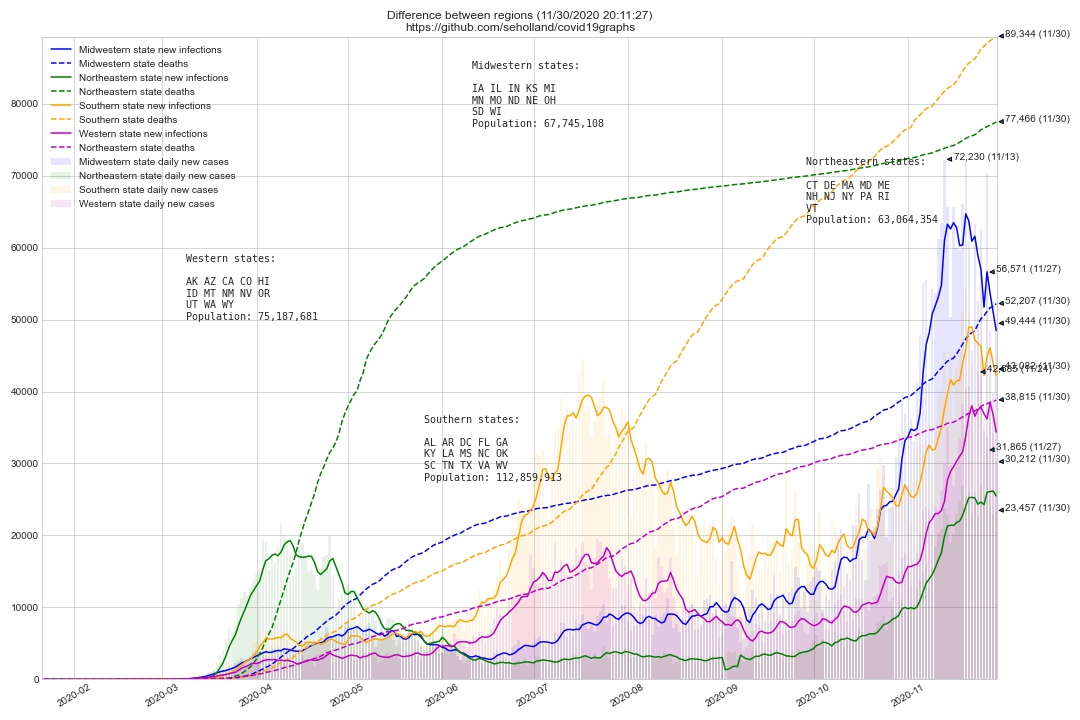 Difference between regions (11/30/2020 20:11:27)
https://github.com/seholland/covid19graphs
Midwestern state new infections
Midwestern state deaths
Northeastern state new infections
Northeastern state deaths
Southern state new infections
Southern state deaths
Western state new infections
Northeastern state deaths
Midwestern state daily new cases
Northeastern state daily new cases
Southern state daily new cases
Western state daily new cases
Midwestern states:
IA IL IN KS MI
MN MO ND NE OH
SD WI
Population: 67,745,108
Northeastern states:
CT DE MA MD ME
NH NJ NY PA RI
VT
Population: 63,064,354
Western states:
AK AZ CA CO HI
ID MT NM NV OR
UT WA WY
Population: 75,187,681
Southern states:
AL AR DC FL GA
KY LA MS NC OK
SC TN TX VA WV
Population: 112,859,913
89,344 (11/30)
77,466 (11/30)
72,230 (11/13)
56,571 (11/27)
52,207 (11/30)
49,444 (11/30)
38,815 (11/30)
31,865 (11/27)
30,212 (11/30)
23,457 (11/30)
80000
70000
60000
50000
40000
30000
20000
10000
0
2020-02
2020-03
2020-04
2020-05
2020-06
2020-07
2020-08
2020-09
2020-10
2020-11